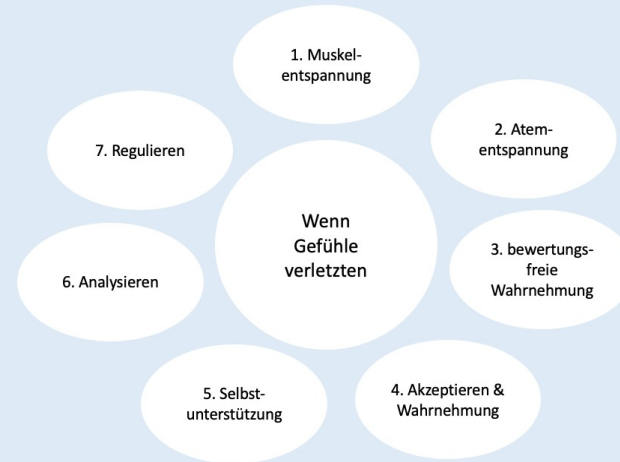 1. Muskel-
entspannung
2. Atem-
entspannung
3. bewertungs-
freie
Wahrnehmung
4. Akzeptieren &
Wahrnehmung
5. Selbst-
unterstützung
6. Analysieren
7. Regulieren
Wenn
Gefühle
verletzten